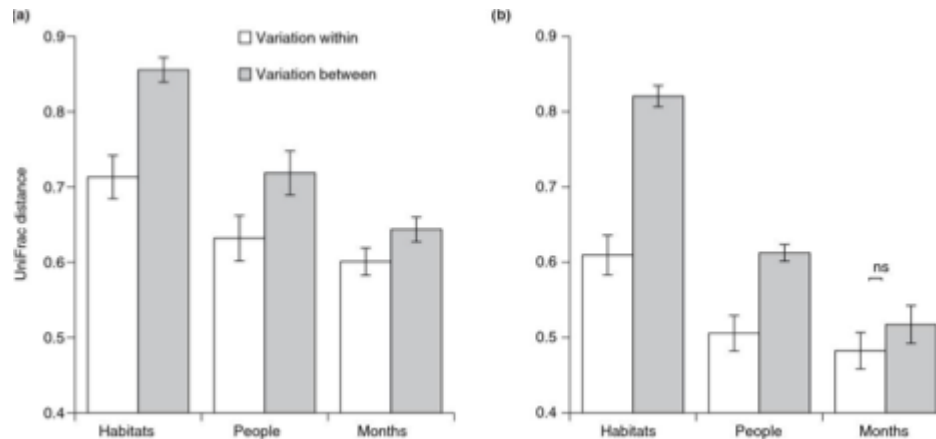 (a)
(b)
0.9
0.8
0.7
0.6
0.5
0.4
UniFrac distance
Variation within
Variation between
Habitats
People
Months
0.9
0.8
0.7
0.6
0.5
0.4
ns
Habitats
People
Months